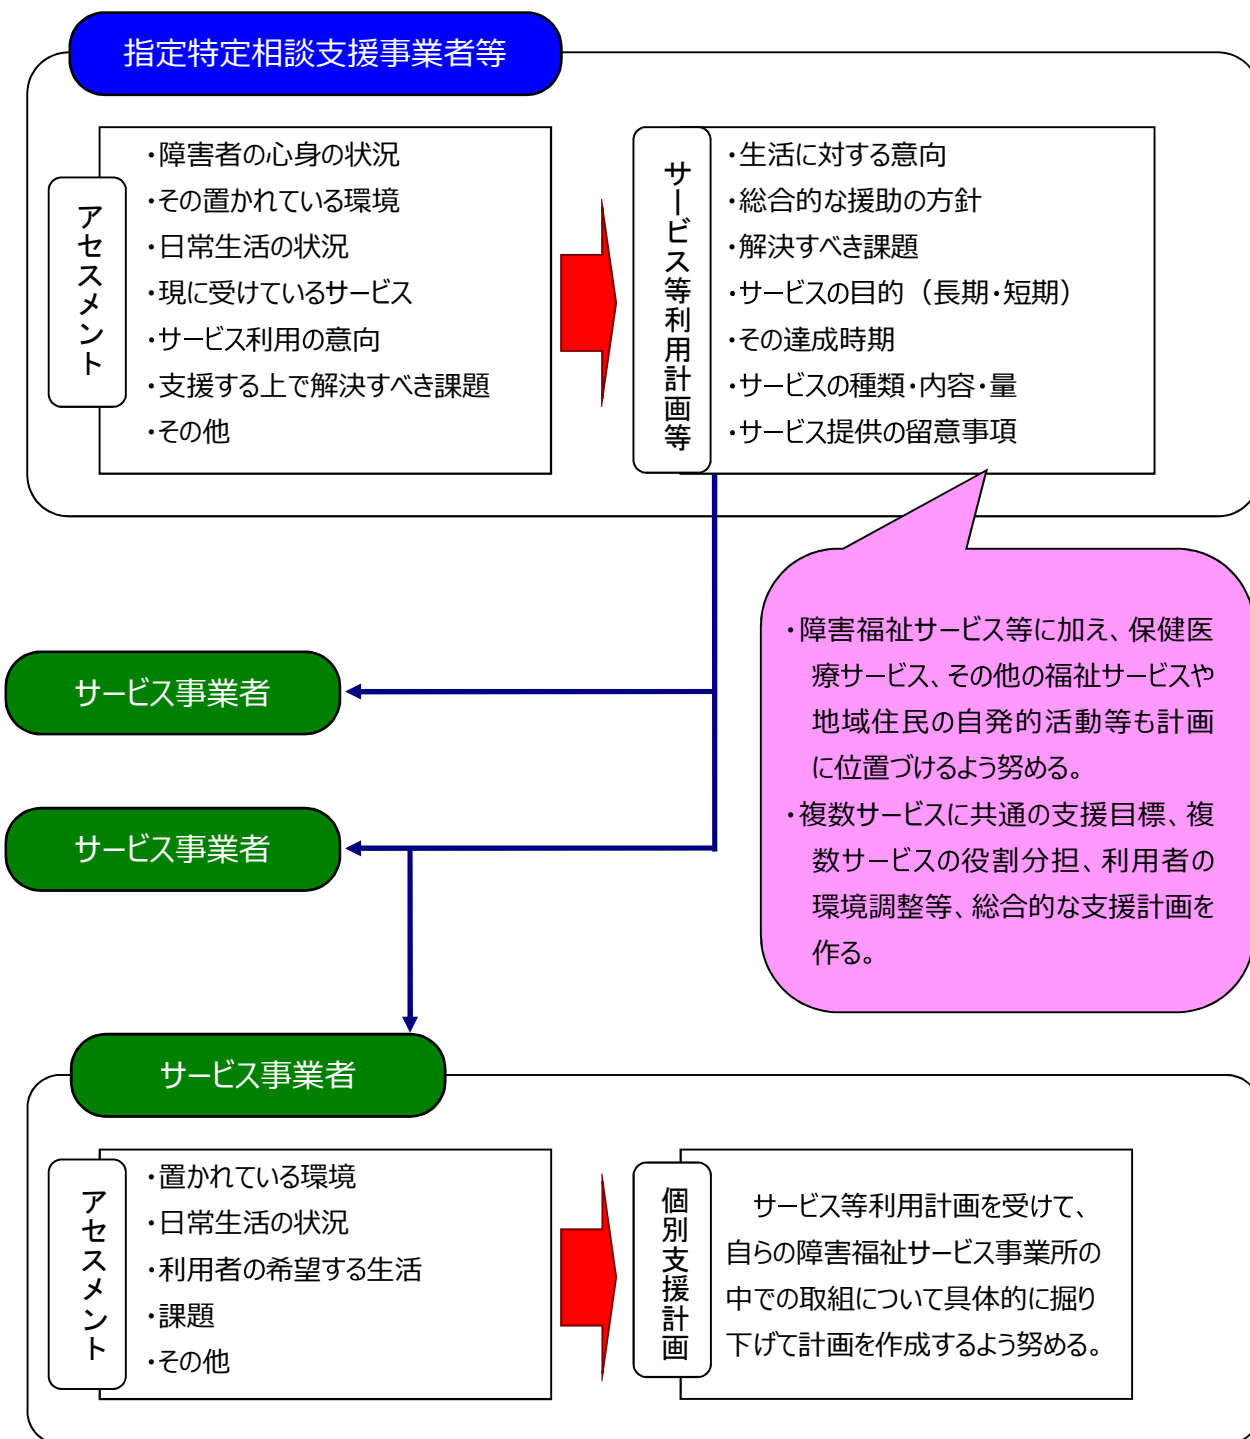 指定特定相談支援事業者等
アセスメント
・障害者の心身の状況
・その置かれている環境
・日常生活の状況
・現に受けているサービス
・サービス利用の意向
・支援する上で解決すべき課題
・その他
サービス等利用計画等
・生活に対する意向
・総合的な援助の方針
・解決すべき課題
・サービスの目的（長期・短期）
・その達成時期
・サービスの種類・内容・量
・サービス提供の留意事項
・障害福祉サービス等に加え、保健医
療サービス、その他の福祉サービスや
地域住民の自発的活動等も計画
に位置づけるよう努める。
・複数サービスに共通の支援目標、複
数サービスの役割分担、利用者の
環境調整等、総合的な支援計画を
作る。
サービス事業者
サービス事業者
サービス事業者
アセスメント
・置かれている環境
・日常生活の状況
・利用者の希望する生活
・課題
・その他
個別支援計画
サービス等利用計画を受けて、
自らの障害福祉サービス事業所の
中での取組について具体的に掘り
下げて計画を作成するよう努める。